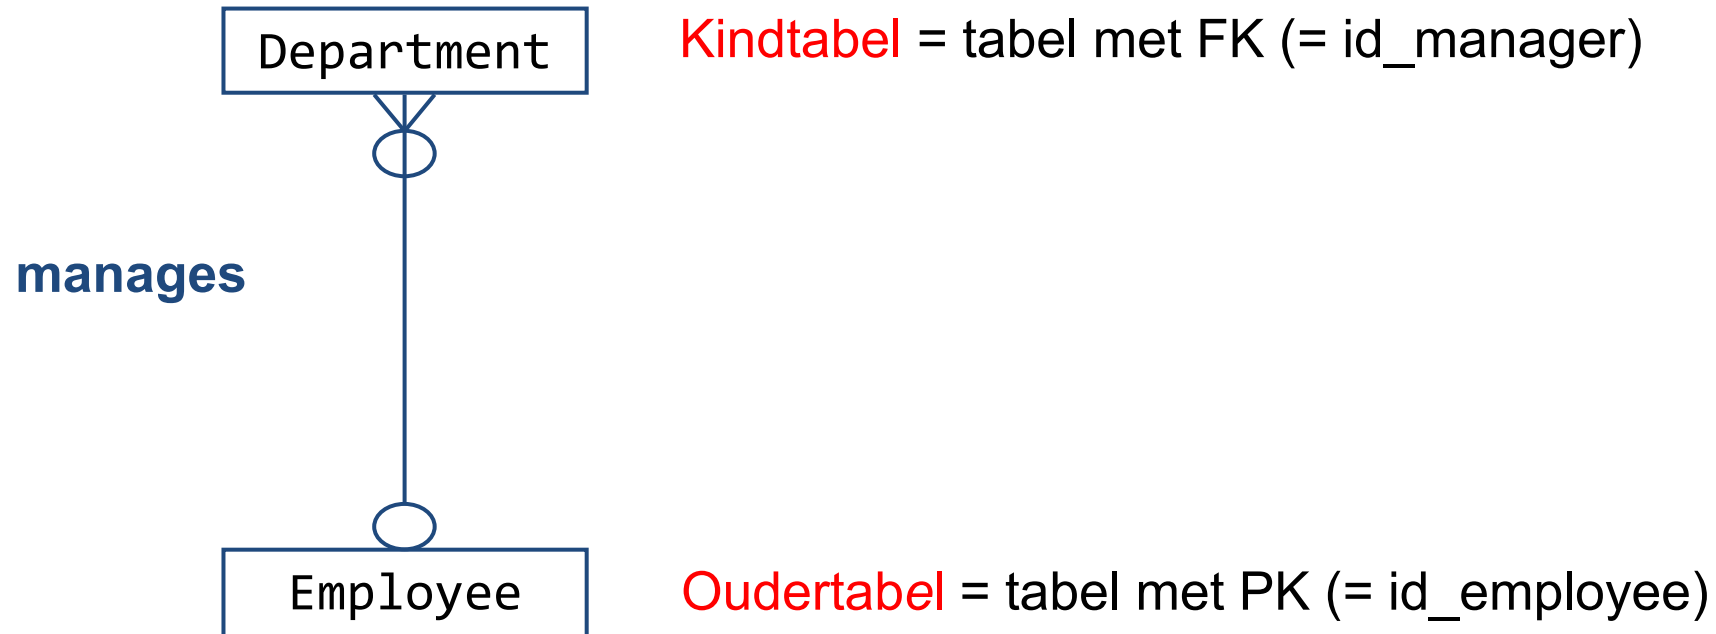 Department
Kindtabel = tabel met FK (= id_manager)
manages
Employee
Oudertabel = tabel met PK (= id_employee)